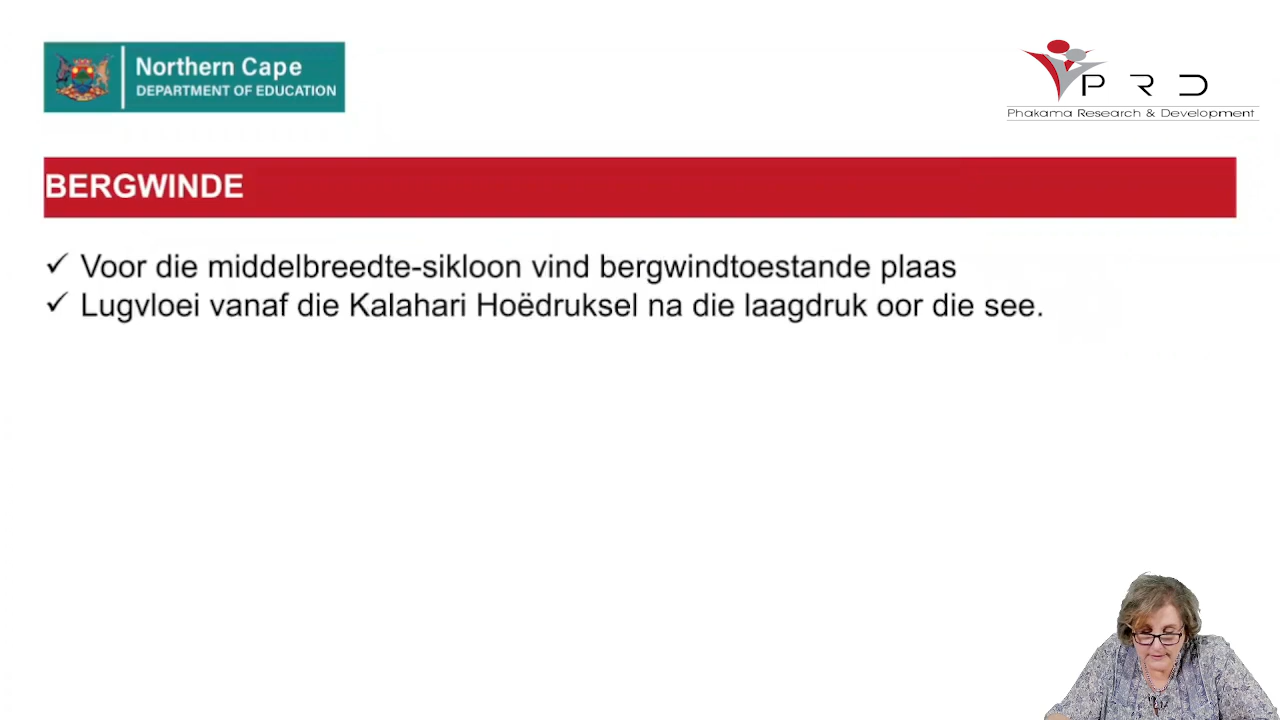 Northern Cape
DEPARTMENT OF EDUCATION
P R D
Phakama Research & Development
BERGWINDE
✓ Voor die middelbreedte-sikloon vind bergwindtoestande plaas
✓ Lugvloei vanaf die Kalahari Hoëdruksel na die laagdruk oor die see.